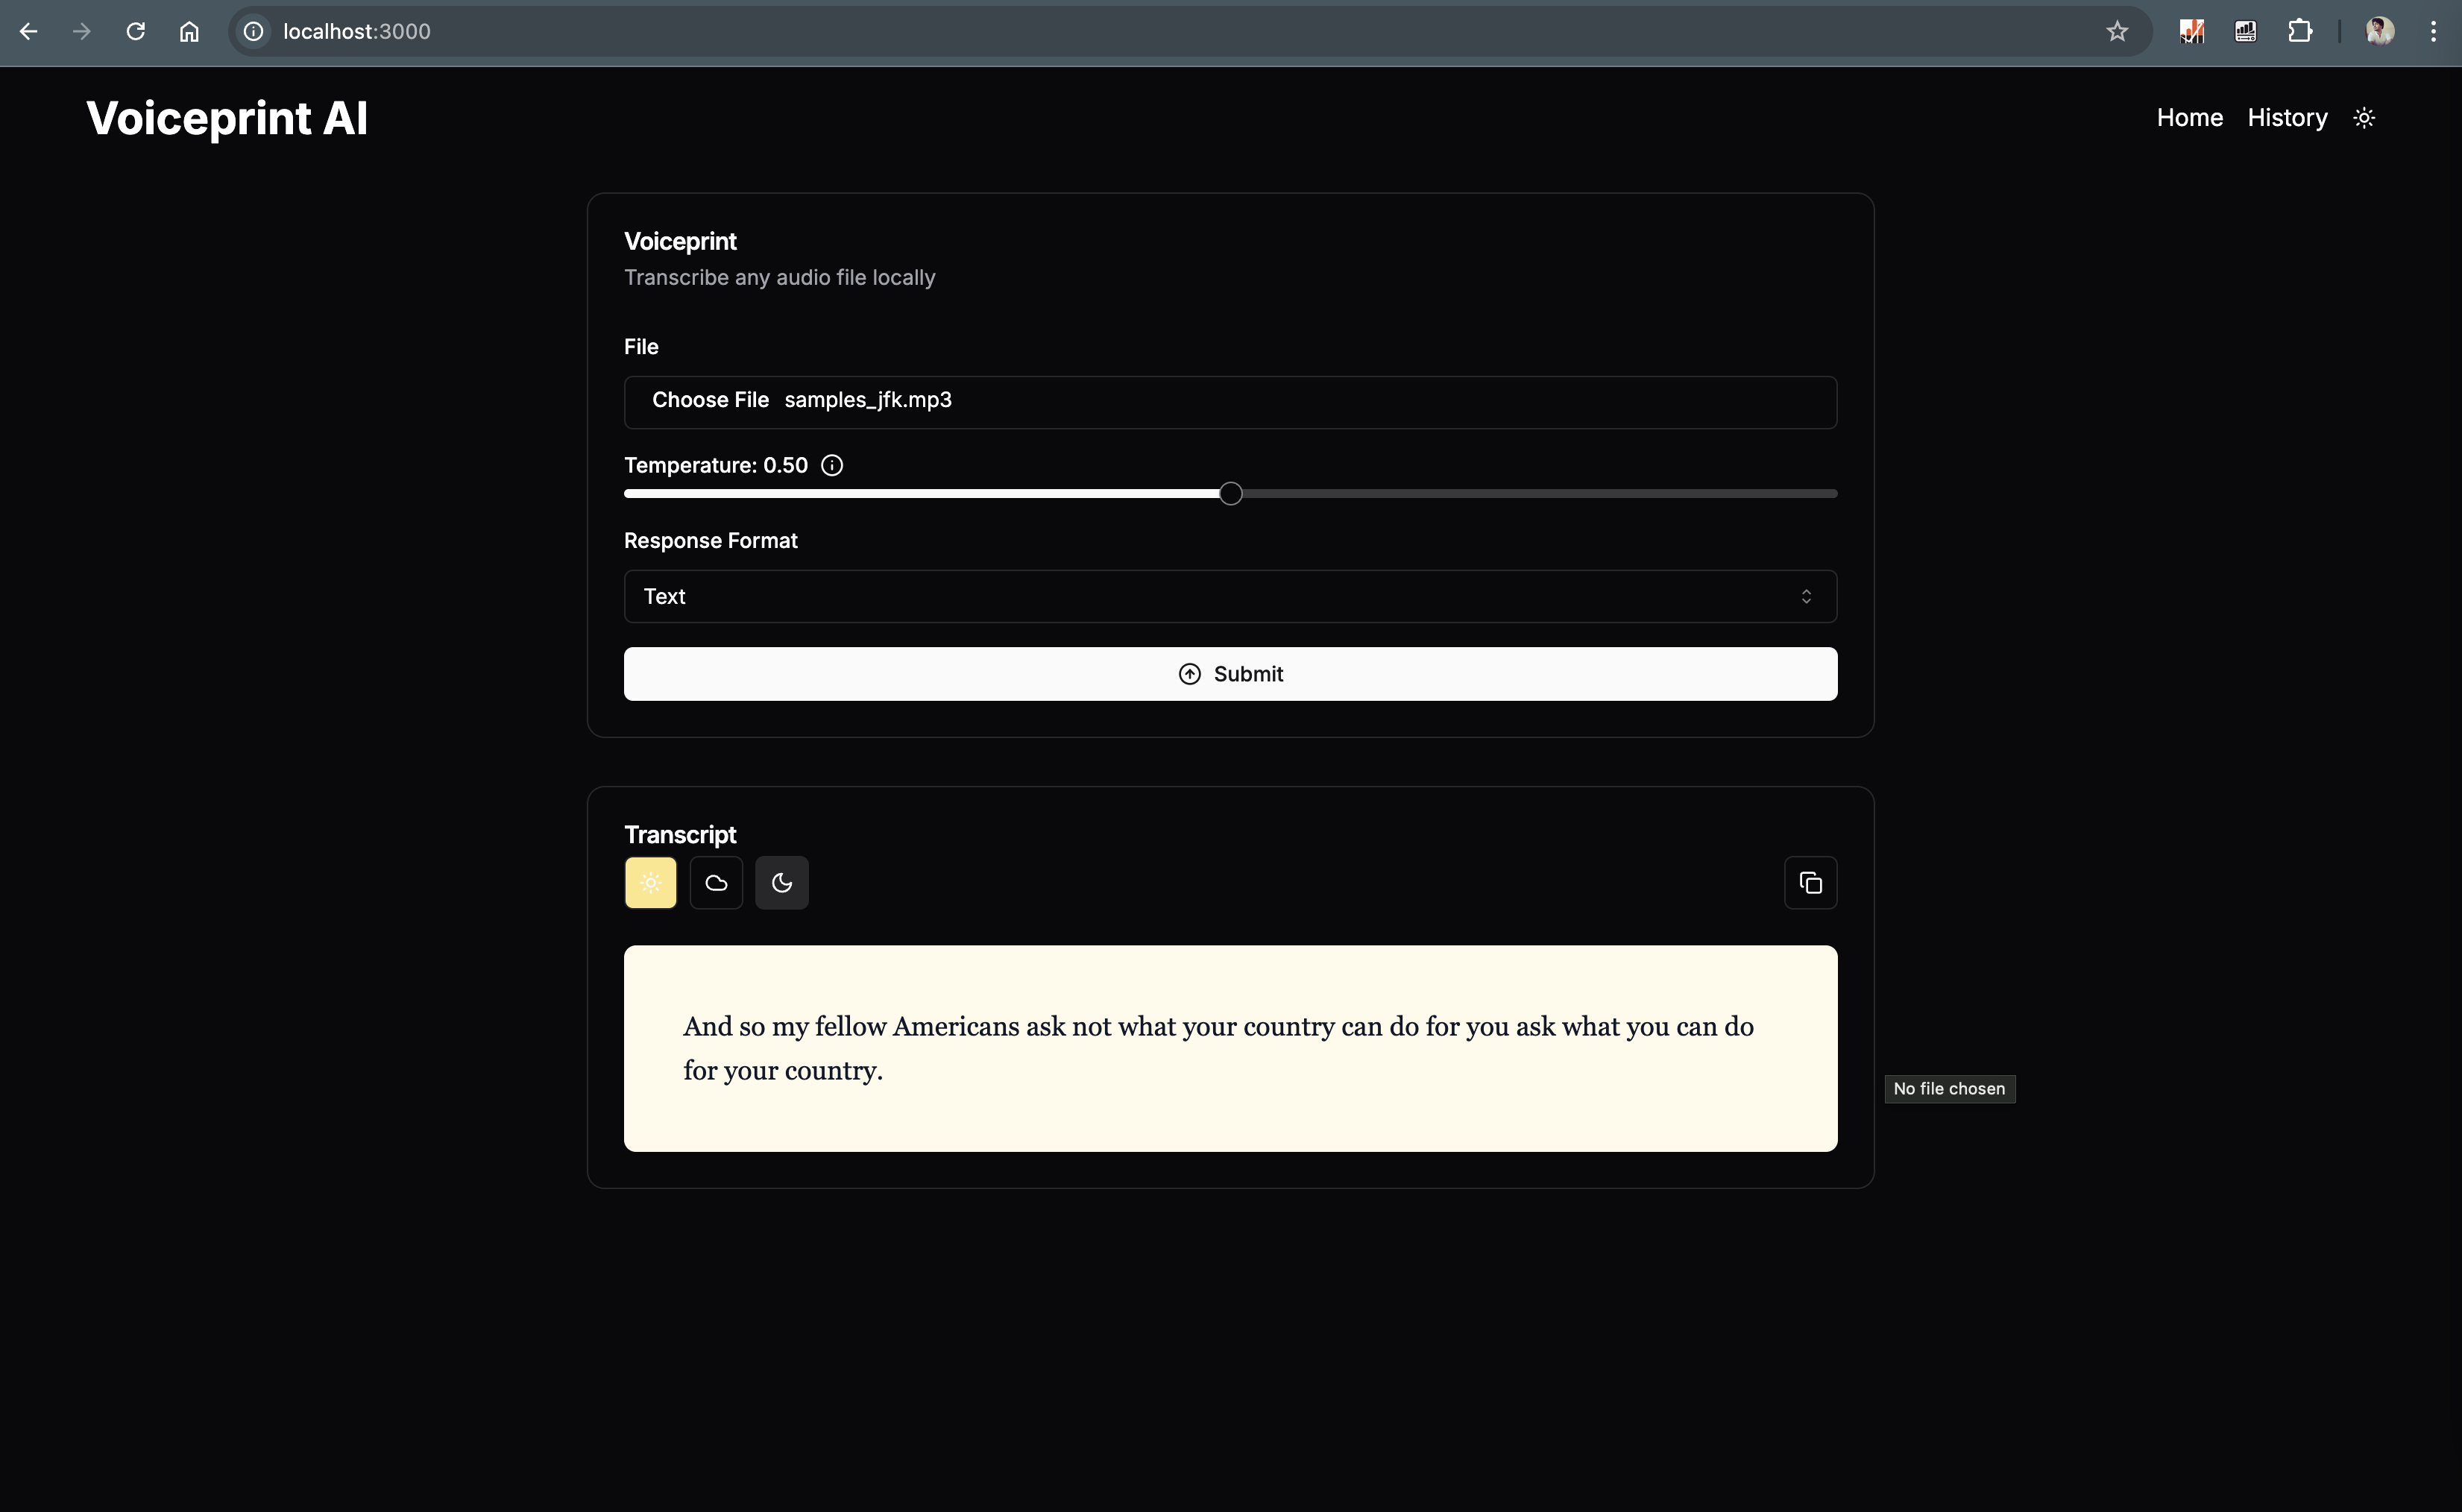 localhost:3000
Voiceprint AI
Home History
Voiceprint
Transcribe any audio file locally
File
Choose File samples_jfk.mp3
Temperature: 0.50
Response Format
Text
Submit
Transcript
And so my fellow Americans ask not what your country can do for you ask what you can do
for your country.
No file chosen